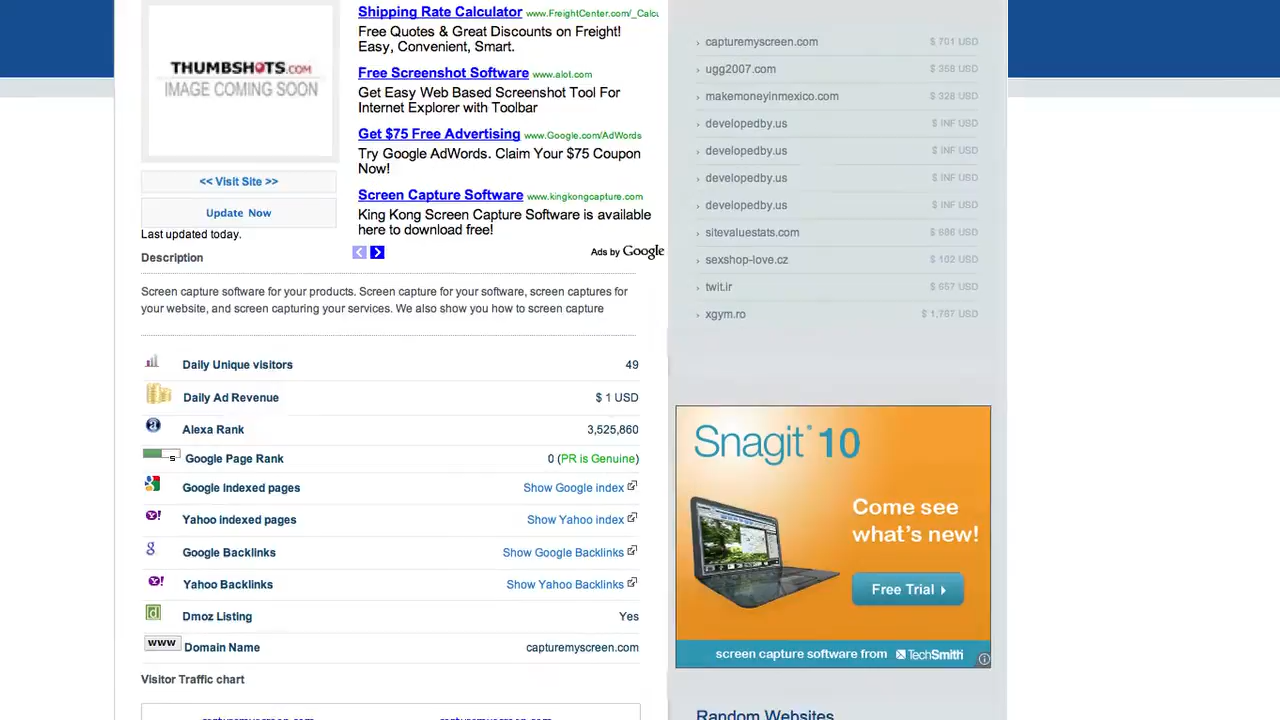 THUMBSHOTS.COM
IMAGE COMING SOON
<< Visit Site >>
Update Now
Last updated today.
Shipping Rate Calculator www.FreightCenter.com/_Calcu
Free Quotes & Great Discounts on Freight!
Easy, Convenient, Smart.
Free Screenshot Software www.alot.com
Get Easy Web Based Screenshot Tool For
Internet Explorer with Toolbar
Get $75 Free Advertising www.Google.com/AdWords
Try Google AdWords. Claim Your $75 Coupon
Now!
Screen Capture Software www.kingkongcapture.com
King Kong Screen Capture Software is available
here to download free!
Ads by Google
Description
Screen capture software for your products. Screen capture for your software, screen captures for
your website, and screen capturing your services. We also show you how to screen capture
Daily Unique visitors 49
Daily Ad Revenue $ 1 USD
Alexa Rank 3,525,860
5 Google Page Rank 0 (PR is Genuine)
Google Indexed pages Show Google index
Y! Yahoo indexed pages Show Yahoo index
g Google Backlinks Show Google Backlinks
Y! Yahoo Backlinks Show Yahoo Backlinks
d Dmoz Listing Yes
www Domain Name capturemyscreen.com
Visitor Traffic chart
› capturemyscreen.com $ 701 USD
› ugg2007.com $ 358 USD
› makemoneyinmexico.com $ 328 USD
› developedby.us $ INF USD
› developedby.us $ INF USD
› developedby.us $ INF USD
› developedby.us $ INF USD
› sitevaluestats.com USD
› sexshop-love.cz $ 102 USD
› twit.ir $ 657 USD
› xgym.ro $ 1,767 USD
Snagit® 10
Come see
what's new!
Free Trial
screen capture software from TechSmith
Random Websites